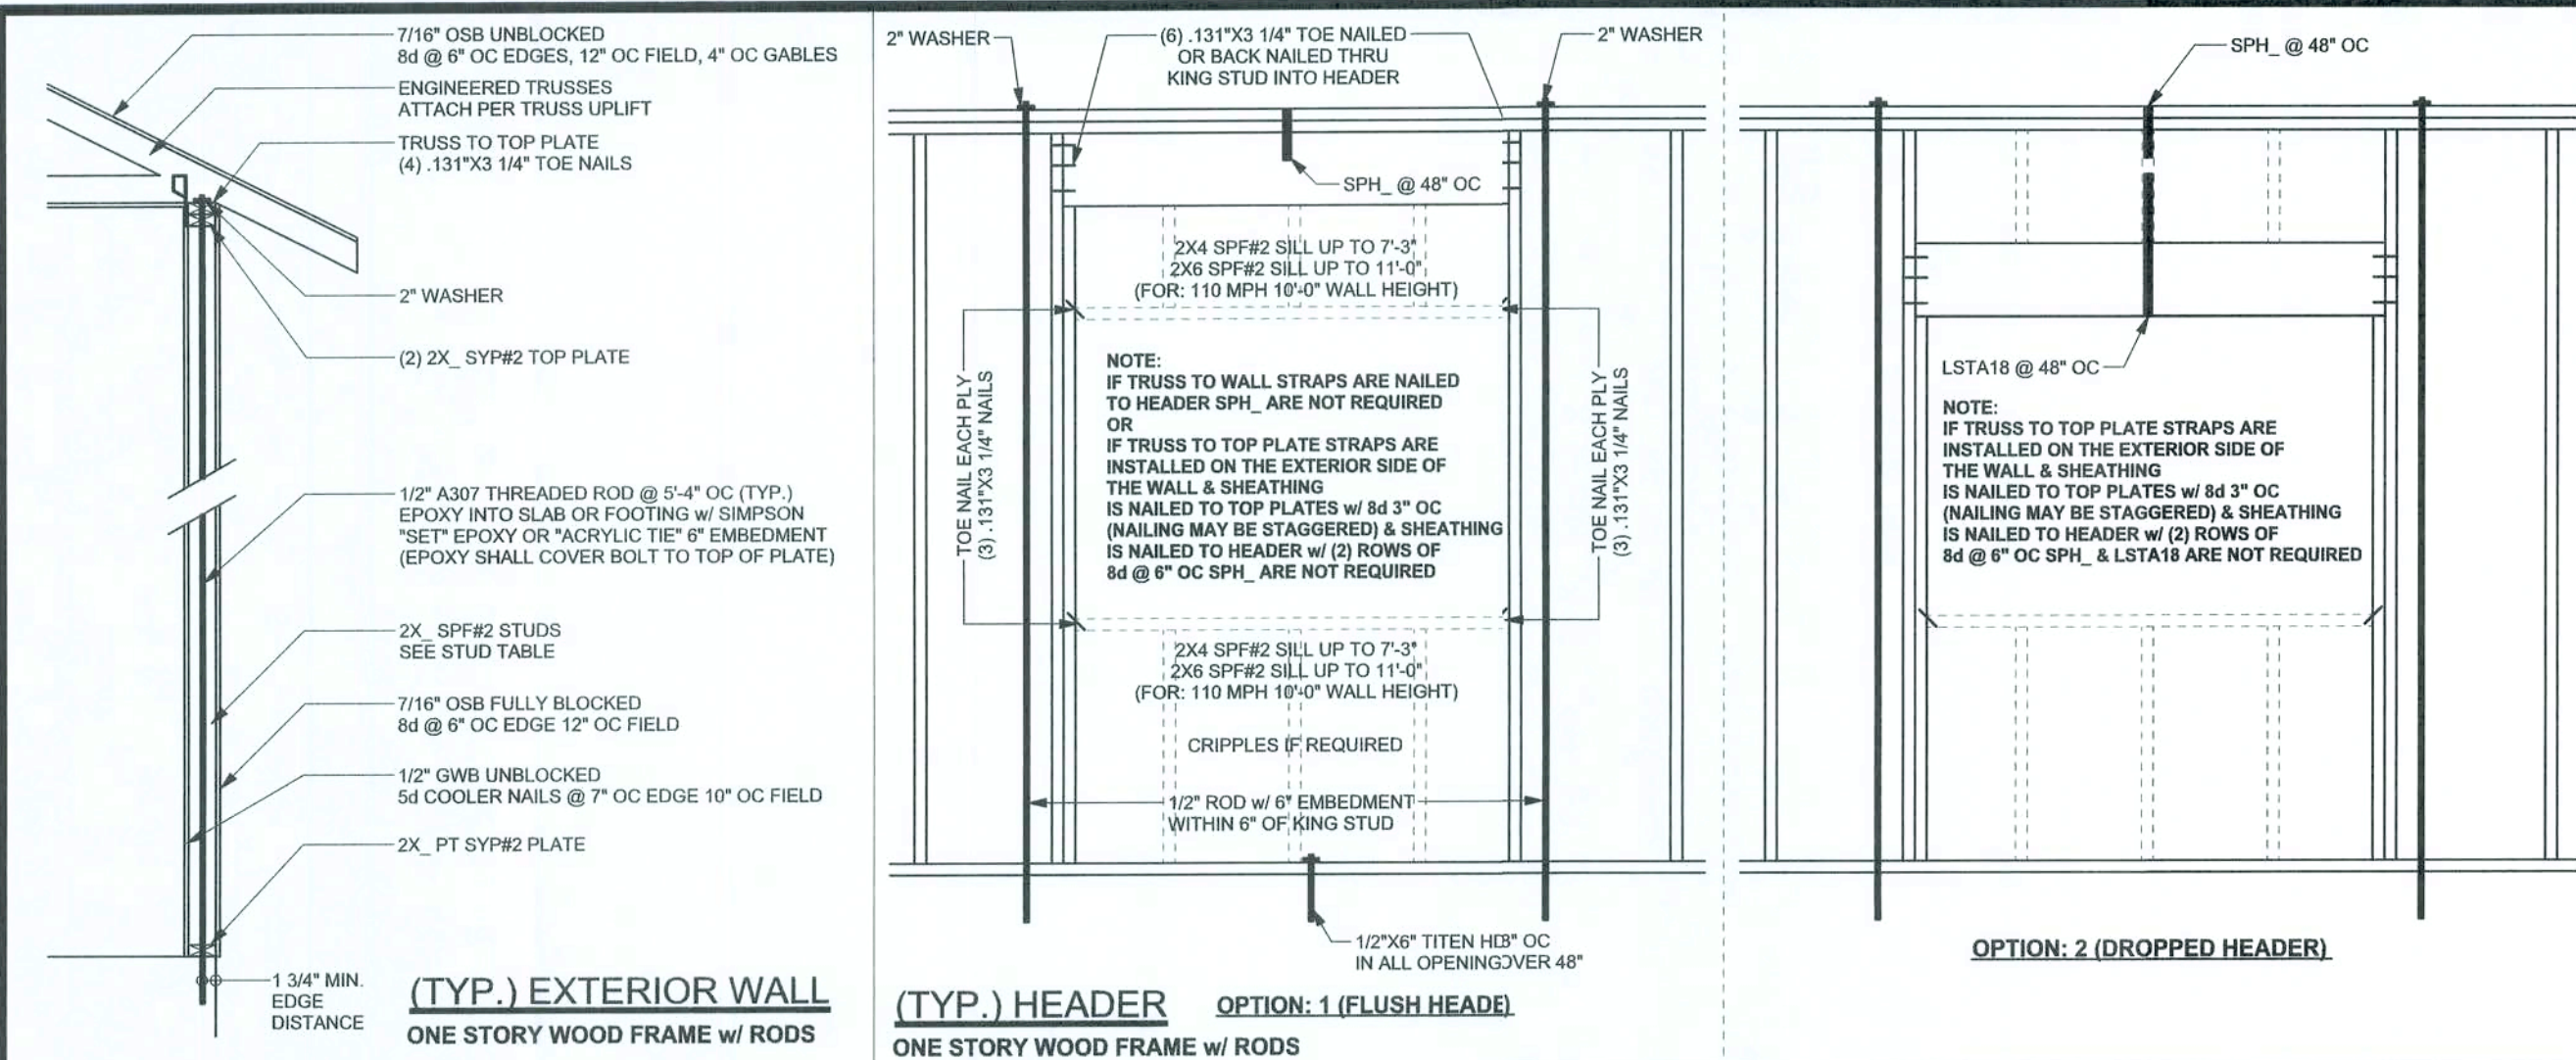 7/16" OSB UNBLOCKED
8d @ 6" OC EDGES, 12" OC FIELD, 4" OC GABLES
ENGINEERED TRUSSES
ATTACH PER TRUSS UPLIFT
TRUSS TO TOP PLATE
(4) .131"X3 1/4" TOE NAILS
2" WASHER
(2) 2X_ SYP#2 TOP PLATE
1/2" A307 THREADED ROD @ 5'-4" OC (TYP.)
EPOXY INTO SLAB OR FOOTING w/ SIMPSON
"SET" EPOXY OR "ACRYLIC TIE" 6" EMBEDMENT
(EPOXY SHALL COVER BOLT TO TOP OF PLATE)
2X_ SPF#2 STUDS
SEE STUD TABLE
7/16" OSB FULLY BLOCKED
8d @ 6" OC EDGE 12" OC FIELD
1/2" GWB UNBLOCKED
5d COOLER NAILS @ 7" OC EDGE 10" OC FIELD
2X_ PT SYP#2 PLATE
1 3/4" MIN.
EDGE
DISTANCE
(TYP.) EXTERIOR WALL
ONE STORY WOOD FRAME w/ RODS
2" WASHER
(6) .131"X3 1/4" TOE NAILED
OR BACK NAILED THRU
KING STUD INTO HEADER
2" WASHER
SPH_ @ 48" OC
2X4 SPF#2 SILL UP TO 7'-3"
2X6 SPF#2 SILL UP TO 11'-0"
(FOR: 110 MPH 10'-0" WALL HEIGHT)
TOE NAIL EACH PLY
(3) .131"X3 1/4" NAILS
NOTE:
IF TRUSS TO WALL STRAPS ARE NAILED
TO HEADER SPH_ ARE NOT REQUIRED
OR
IF TRUSS TO TOP PLATE STRAPS ARE
INSTALLED ON THE EXTERIOR SIDE OF
THE WALL & SHEATHING
IS NAILED TO TOP PLATES w/ 8d 3" OC
(NAILING MAY BE STAGGERED) & SHEATHING
IS NAILED TO HEADER w/ (2) ROWS OF
8d @ 6" OC SPH_ ARE NOT REQUIRED
TOE NAIL EACH PLY
(3) .131"X3 1/4" NAILS
2X4 SPF#2 SILL UP TO 7'-3"
2X6 SPF#2 SILL UP TO 11'-0"
(FOR: 110 MPH 10'-0" WALL HEIGHT)
CRIPPLES IF REQUIRED
1/2" ROD w/ 6" EMBEDMENT
WITHIN 6" OF KING STUD
1/2"X6" TITEN OC
IN ALL
(TYP.) HEADER
OPTION: 1 (FLUSH HEADE)
ONE STORY WOOD FRAME w/ RODS
SPH_ @ 48" OC
LSTA18 @ 48" OC
NOTE:
IF TRUSS TO TOP PLATE STRAPS ARE
INSTALLED ON THE EXTERIOR SIDE OF
THE WALL & SHEATHING
IS NAILED TO TOP PLATES w/ 8d 3" OC
(NAILING MAY BE STAGGERED) & SHEATHING
IS NAILED TO HEADER w/ (2) ROWS OF
8d @ 6" OC SPH_ & LSTA18 ARE NOT REQUIRED
OPTION: 2 (DROPPED HEADER)